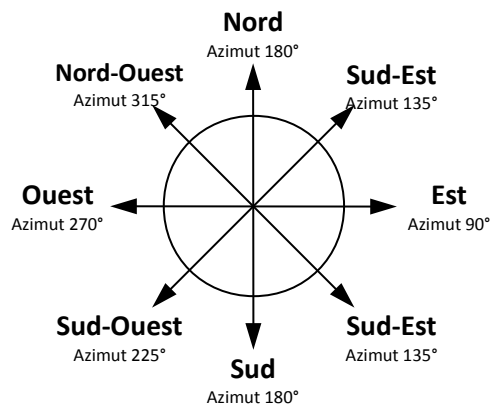 Nord
Azimut 180°
Nord-Ouest
Azimut 315°
Sud-Est
Azimut 135°
Ouest
Azimut 270°
Est
Azimut 90°
Sud-Ouest
Azimut 225°
Sud-Est
Azimut 135°
Sud
Azimut 180°